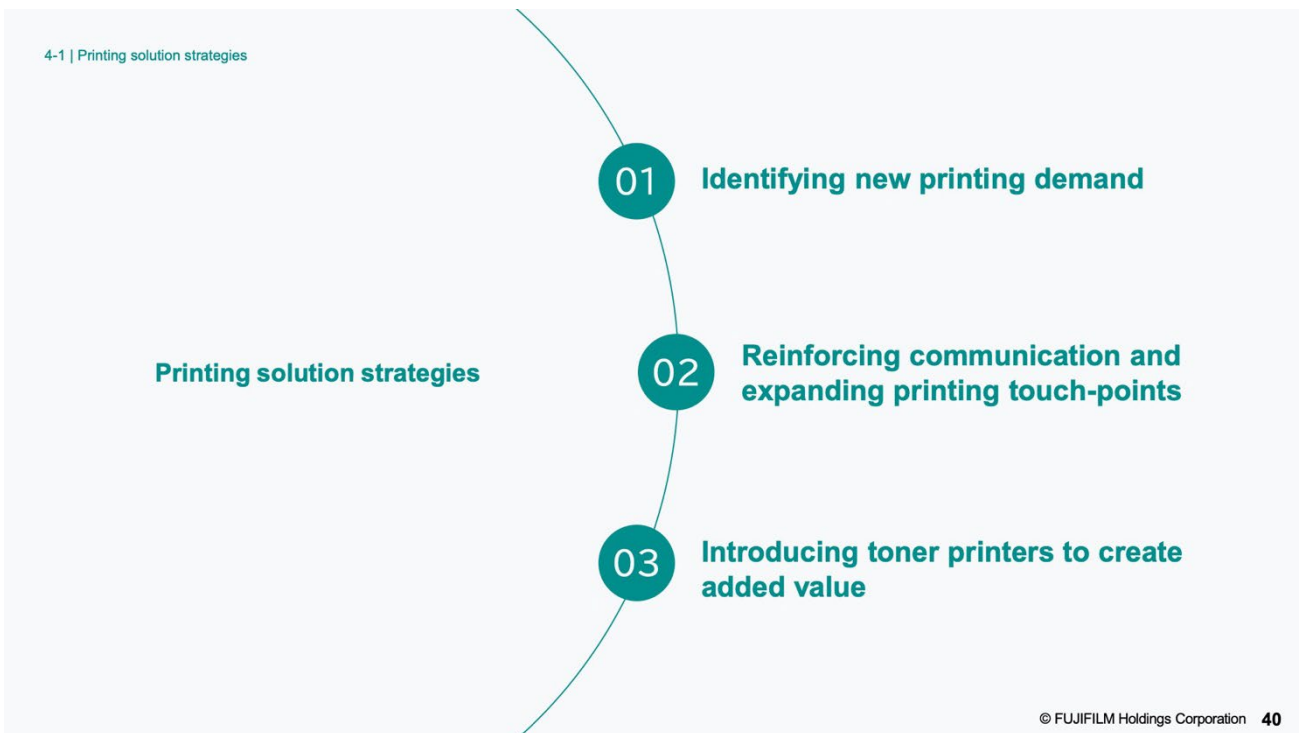 4-1 | Printing solution strategies
01
Identifying new printing demand
Printing solution strategies
02
Reinforcing communication and
expanding printing touch-points
03
Introducing toner printers to create
added value
© FUJIFILM Holdings Corporation 40